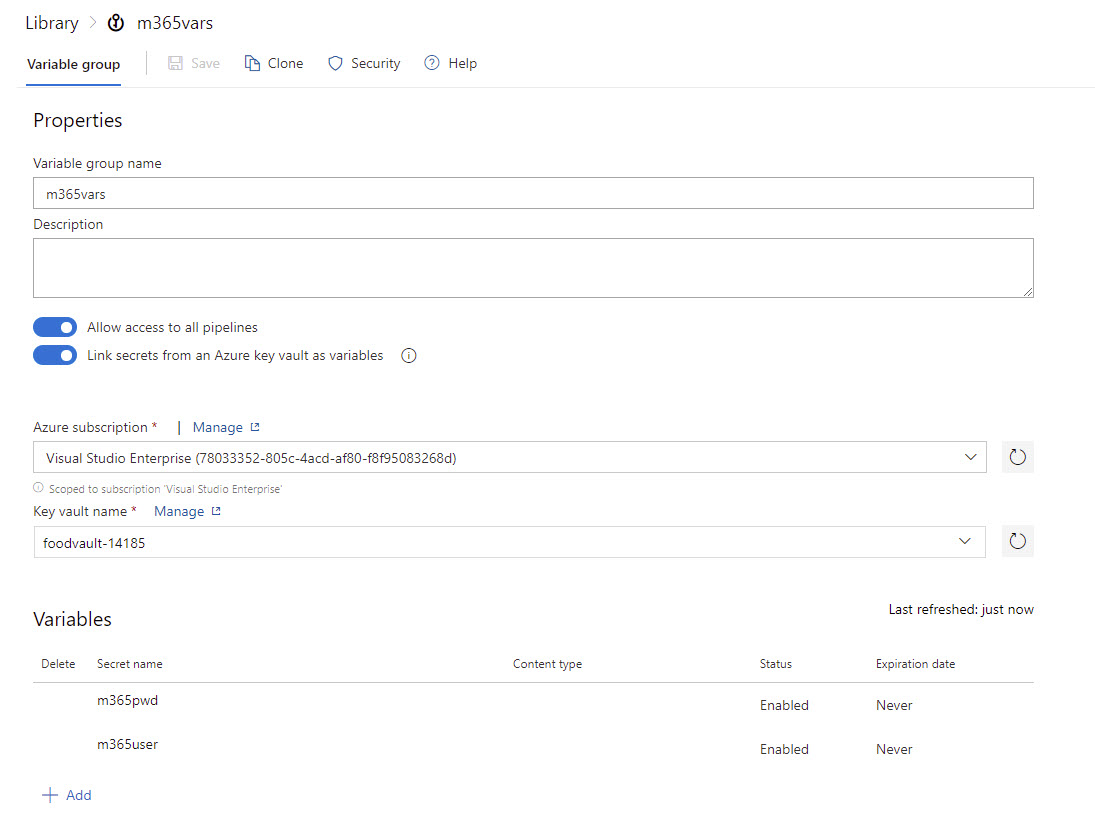 Library > m365vars
Variable group | Save Clone Security Help
Properties
Variable group name
m365vars
Description
Allow access to all pipelines
Link secrets from an Azure key vault as variables
Azure subscription * | Manage
Visual Studio Enterprise (78033352-805c-4acd-af80-f8f95083268d)
Scoped to subscription 'Visual Studio Enterprise'
Key vault name * Manage
foodvault-14185
Variables
Last refreshed: just now
Delete Secret name Content type Status Expiration date
m365pwd Enabled Never
m365user Enabled Never
+ Add